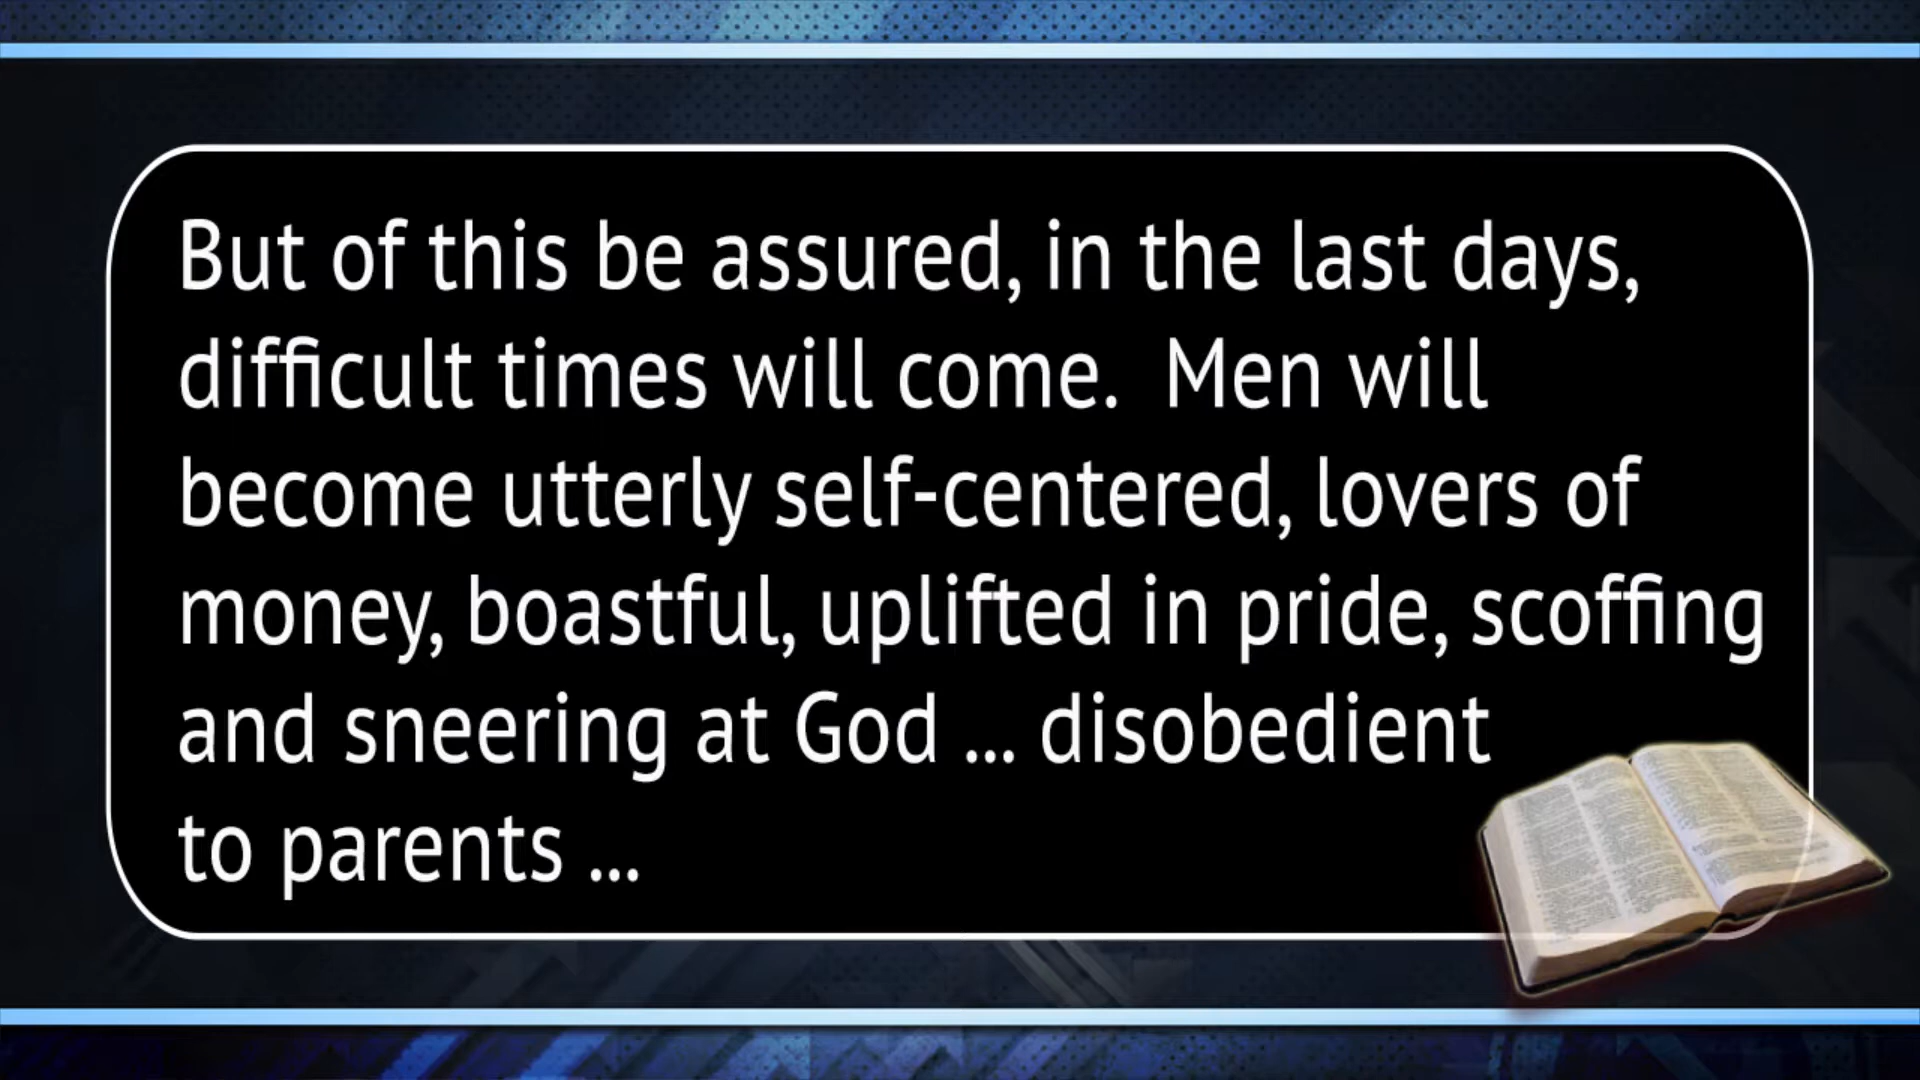 But of this be assured, in the last days,
difficult times will come.  Men will
become utterly self-centered, lovers of
money, boastful, uplifted in pride, scoffing
and sneering at God ... disobedient
to parents ...